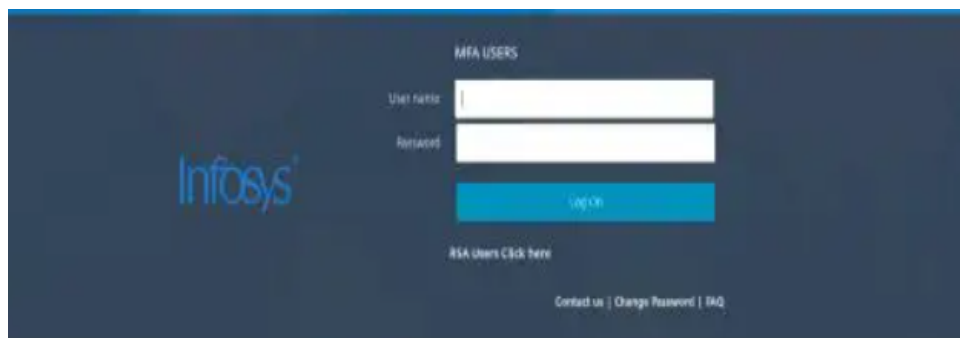 MFA USERS
User name
Password
Infosys®
Log On
RSA Users Click here
Contact us | Change Password | FAQ